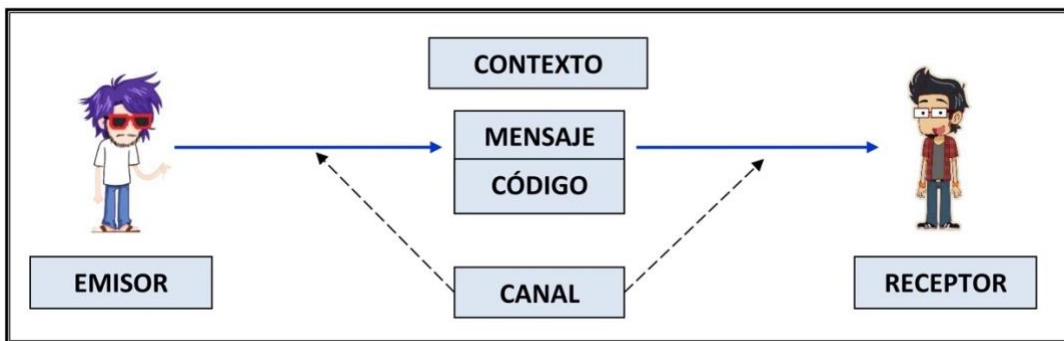 CONTEXTO
MENSAJE
CÓDIGO
EMISOR
CANAL
RECEPTOR